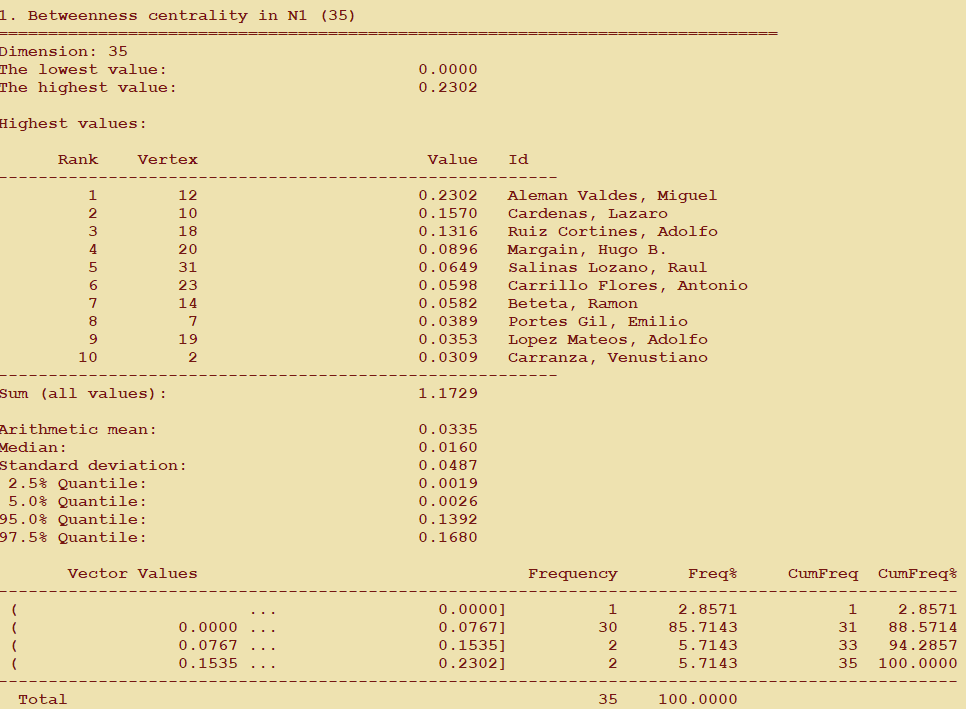 1. Betweenness centrality in N1 (35)
==============================================================================
Dimension: 35
The lowest value:                         0.0000
The highest value:                        0.2302
Highest values:
      Rank    Vertex                       Value   Id
--------------------------------------------------------
         1        12                      0.2302   Aleman Valdes, Miguel
         2        10                      0.1570   Cardenas, Lazaro
         3        18                      0.1316   Ruiz Cortines, Adolfo
         4        20                      0.0896   Margain, Hugo B.
         5        31                      0.0649   Salinas Lozano, Raul
         6        23                      0.0598   Carrillo Flores, Antonio
         7        14                      0.0582   Beteta, Ramon
         8         7                      0.0389   Portes Gil, Emilio
         9        19                      0.0353   Lopez Mateos, Adolfo
        10         2                      0.0309   Carranza, Venustiano
--------------------------------------------------------
Sum (all values):                         1.1729
Arithmetic mean:                          0.0335
Median:                                   0.0160
Standard deviation:                       0.0487
 2.5% Quantile:                           0.0019
 5.0% Quantile:                           0.0026
95.0% Quantile:                           0.1392
97.5% Quantile:                           0.1680
       Vector Values                                 Frequency       Freq%     CumFreq  CumFreq%
------------------------------------------------------------------------------------------------
 (                       ...                0.0000]          1      2.8571           1    2.8571
 (                0.0000 ...                0.0767]         30     85.7143          31   88.5714
 (                0.0767 ...                0.1535]          2      5.7143          33   94.2857
 (                0.1535 ...                0.2302]          2      5.7143          35  100.0000
------------------------------------------------------------------------------------------------
  Total                                                     35    100.0000